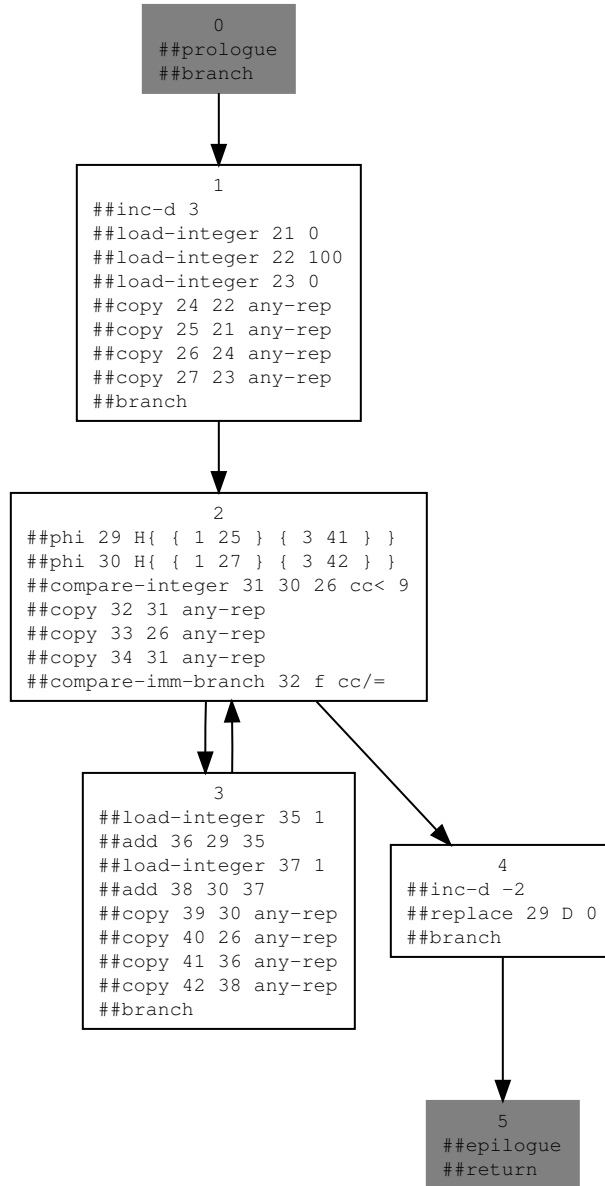 0
##prologue
##branch
1
##inc-d 3
##load-integer 21 0
##load-integer 22 100
##load-integer 23 0
##copy 24 22 any-rep
##copy 25 21 any-rep
##copy 26 24 any-rep
##copy 27 23 any-rep
##branch
2
##phi 29 H{ { 1 25 } { 3 41 } }
##phi 30 H{ { 1 27 } { 3 42 } }
##compare-integer 31 30 26 cc< 9
##copy 32 31 any-rep
##copy 33 26 any-rep
##copy 34 31 any-rep
##compare-imm-branch 32 f cc/=
3
##load-integer 35 1
##add 36 29 35
##load-integer 37 1
##add 38 30 37
##copy 39 30 any-rep
##copy 40 26 any-rep
##copy 41 36 any-rep
##copy 42 38 any-rep
##branch
4
##inc-d -2
##replace 29 D 0
##branch
5
##epilogue
##return